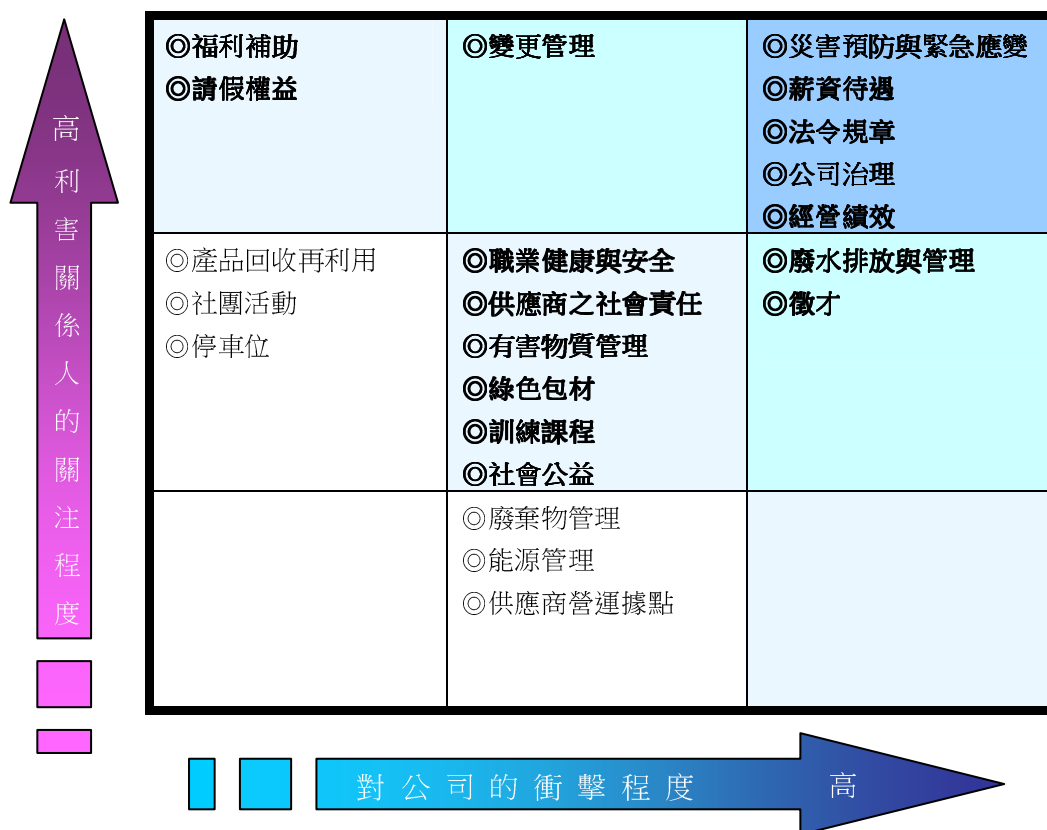 高利害關係人的關注程度
◎福利補助
◎請假權益
◎變更管理
◎災害預防與緊急應變
◎薪資待遇
◎法令規章
◎公司治理
◎經營績效
◎產品回收再利用
◎社團活動
◎停車位
◎職業健康與安全
◎供應商之社會責任
◎有害物質管理
◎綠色包材
◎訓練課程
◎社會公益
◎廢水排放與管理
◎徵才
◎廢棄物管理
◎能源管理
◎供應商營運據點
對公司的衝擊程度 高